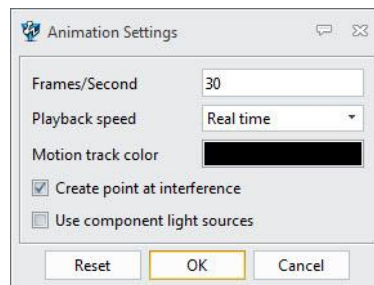 Animation Settings
Frames/Second 30
Playback speed Real time
Motion track color
Create point at interference
Use component light sources
Reset OK Cancel